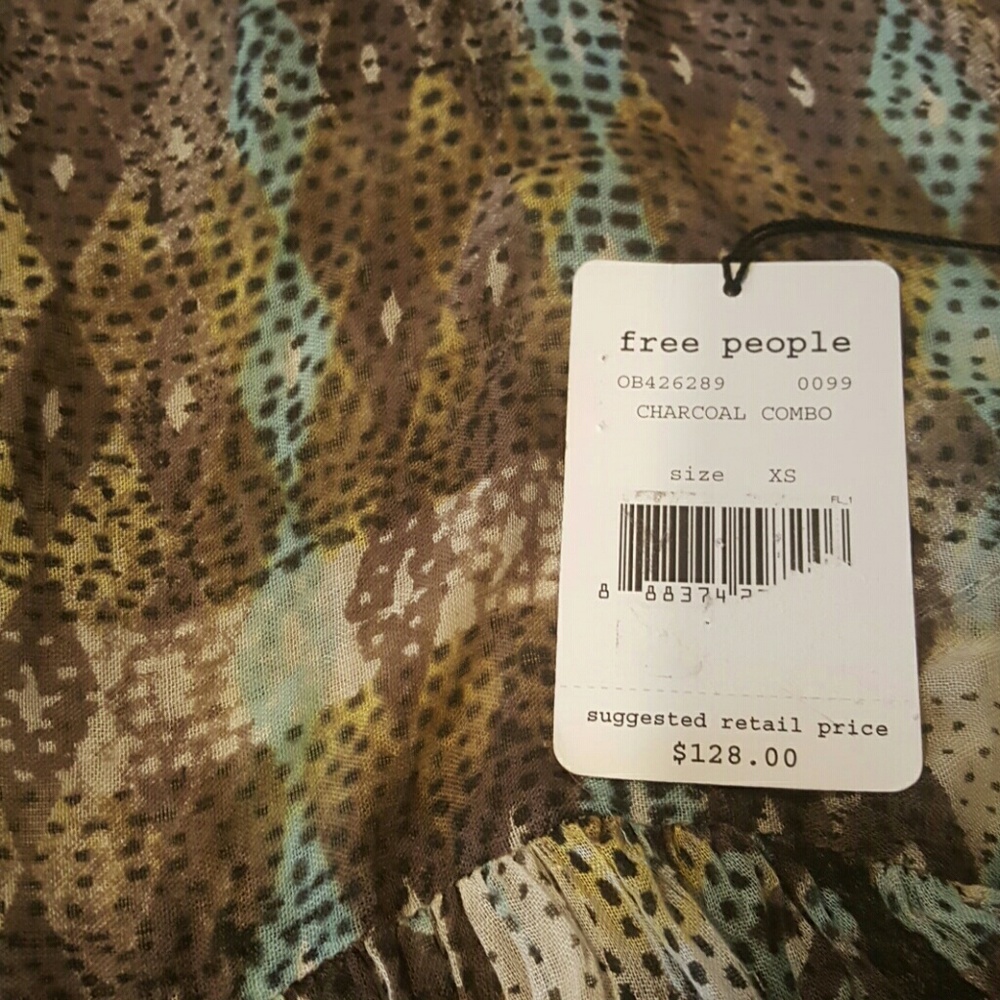 free people
OB426289 0099
CHARCOAL COMBO
size XS
FL_1
8 88374
suggested retail price
$128.00